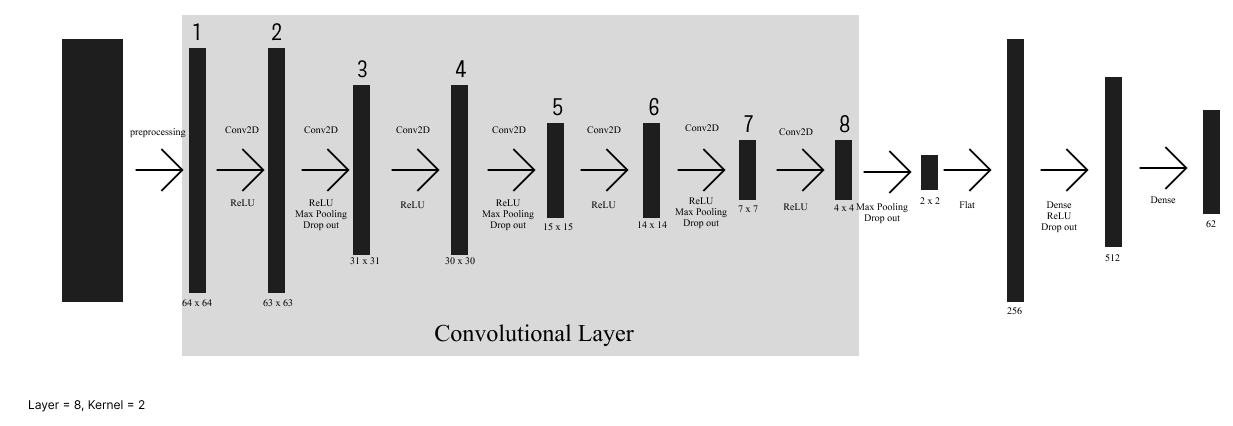 1
2
3
4
5
6
7
8
preprocessing
Conv2D
Conv2D
Conv2D
Conv2D
Conv2D
Conv2D
Conv2D
ReLU
ReLU
Max Pooling
Drop out
ReLU
ReLU
Max Pooling
Drop out
ReLU
ReLU
Max Pooling
Drop out
ReLU
Max Pooling
Drop out
Flat
Dense
ReLU
Drop out
Dense
64 x 64
63 x 63
31 x 31
30 x 30
15 x 15
14 x 14
7 x 7
4 x 4
2 x 2
256
512
62
Convolutional Layer
Layer = 8, Kernel = 2